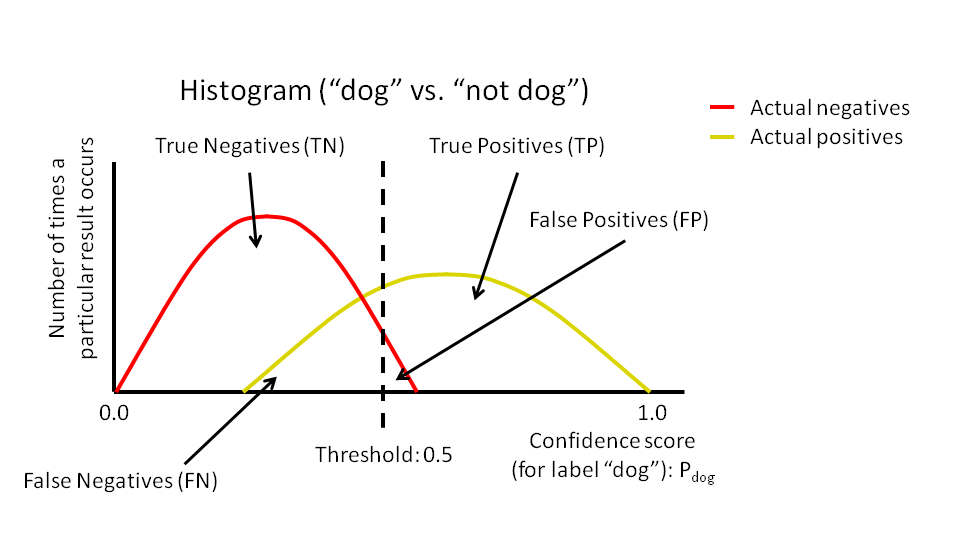 Histogram (“dog” vs. “not dog”)
Actual negatives
Actual positives
True Negatives (TN)
True Positives (TP)
False Positives (FP)
Number of times a
particular result occurs
0.0
1.0
Threshold: 0.5
Confidence score
(for label “dog”): Pdog
False Negatives (FN)